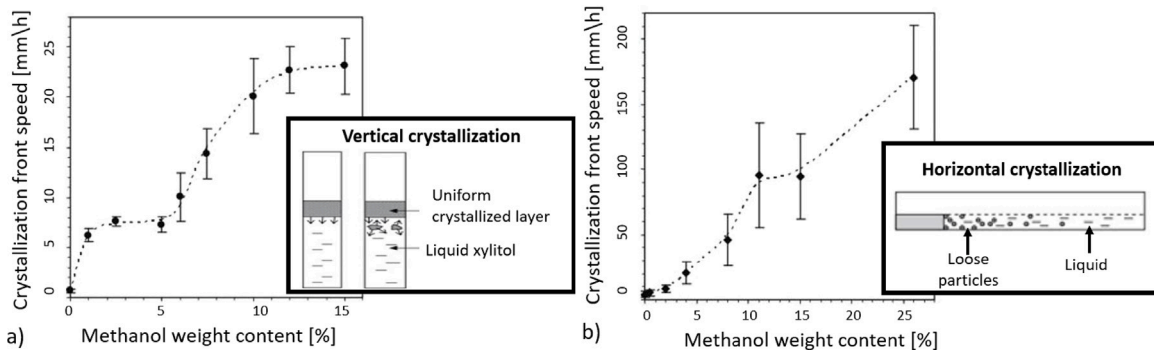 Crystallization front speed [mm\h]
25
20
15
10
5
0
0
5
10
15
Methanol weight content [%]
a)
Vertical crystallization
Uniform
crystallized layer
Liquid xylitol
Crystallization front speed [mm\h]
200
150
100
50
0
0
5
10
15
20
25
Methanol weight content [%]
b)
Horizontal crystallization
Loose
particles
Liquid